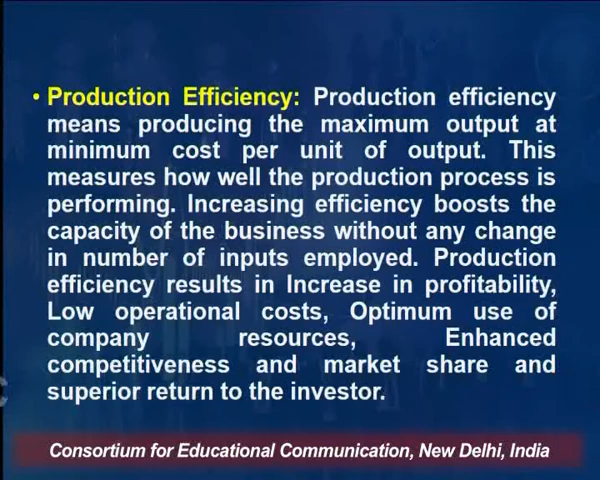 • Production Efficiency: Production efficiency
means producing the maximum output at
minimum cost per unit of output. This
measures how well the production process is
performing. Increasing efficiency boosts the
capacity of the business without any change
in number of inputs employed. Production
efficiency results in Increase in profitability,
Low operational costs, Optimum use of
company resources, Enhanced
competitiveness and market share and
superior return to the investor.
Consortium for Educational Communication, New Delhi, India